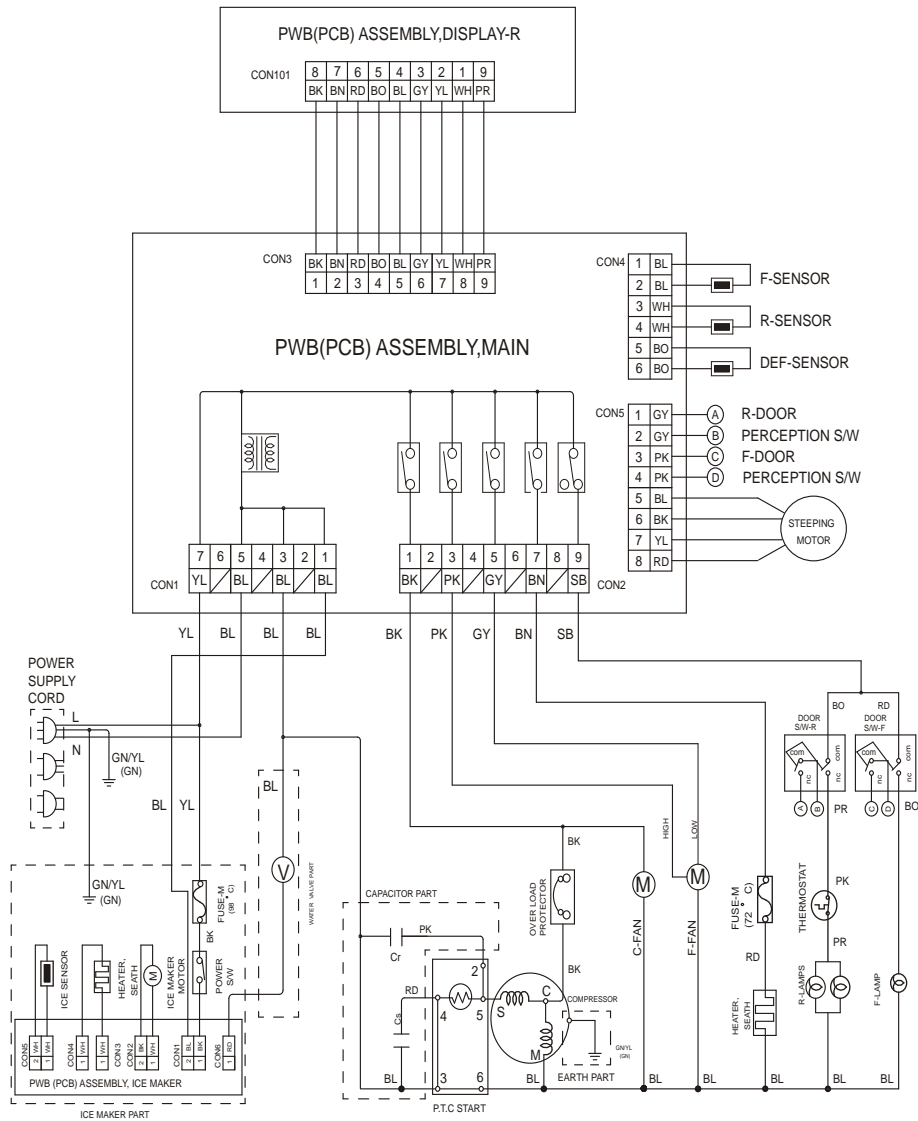 PWB(PCB) ASSEMBLY,DISPLAY-R
CON101
8 7 6 5 4 3 2 1 9
BK BN RD BO BL GY YL WH PR
CON3
BK BN RD BO BL GY YL WH PR
1 2 3 4 5 6 7 8 9
PWB(PCB) ASSEMBLY,MAIN
CON4
1 BL
2 BL
3 WH
4 WH
5 BO
6 BO
F-SENSOR
R-SENSOR
DEF-SENSOR
CON5
1 GY A R-DOOR
2 GY B PERCEPTION S/W
3 PK C F-DOOR
4 PK D PERCEPTION S/W
5 BL
6 BK
7 YL
8 RD
STEEPING
MOTOR
7 6 5 4 3 2 1
CON1
YL BL BL BL
1 2 3 4 5 6 7 8 9
BK PK GY BN SB
CON2
YL BL BL BL BK PK GY BN SB
POWER
SUPPLY
CORD
L
N
GN/YL
(GN)
BL YL
GN/YL
(GN)
BL
WATER VALVE PART
V
FUSE-M
(98°C)
BK
POWER
S/W
ICE SENSOR
HEATER,
SEATH
M
ICE MAKER
MOTOR
CON5
2 WH
1 WH
CON4
1 WH
1 WH
CON3
CON2
2 BK
1 WH
CON1
2 BL
1 BK
CON6
1 RD
PWB (PCB) ASSEMBLY, ICE MAKER
ICE MAKER PART
CAPACITOR PART
PK
Cr
RD
Cs
BL
2
4
5
3
6
P.T.C START
BK
OVER LOAD
PROTECTOR
BK
S
C
M
COMPRESSOR
GN/YL
(GN)
EARTH PART
BL
M
C-FAN
BL
HIGH
LOW
M
F-FAN
BL
FUSE-M
(72°C)
RD
HEATER,
SEATH
BL
BO
RD
DOOR
S/W-R
com
com
nc
nc
A
B
PR
DOOR
S/W-F
com
com
nc
nc
C
D
BO
THERMOSTAT
PK
PR
R-LAMPS
BL
F-LAMP
BL